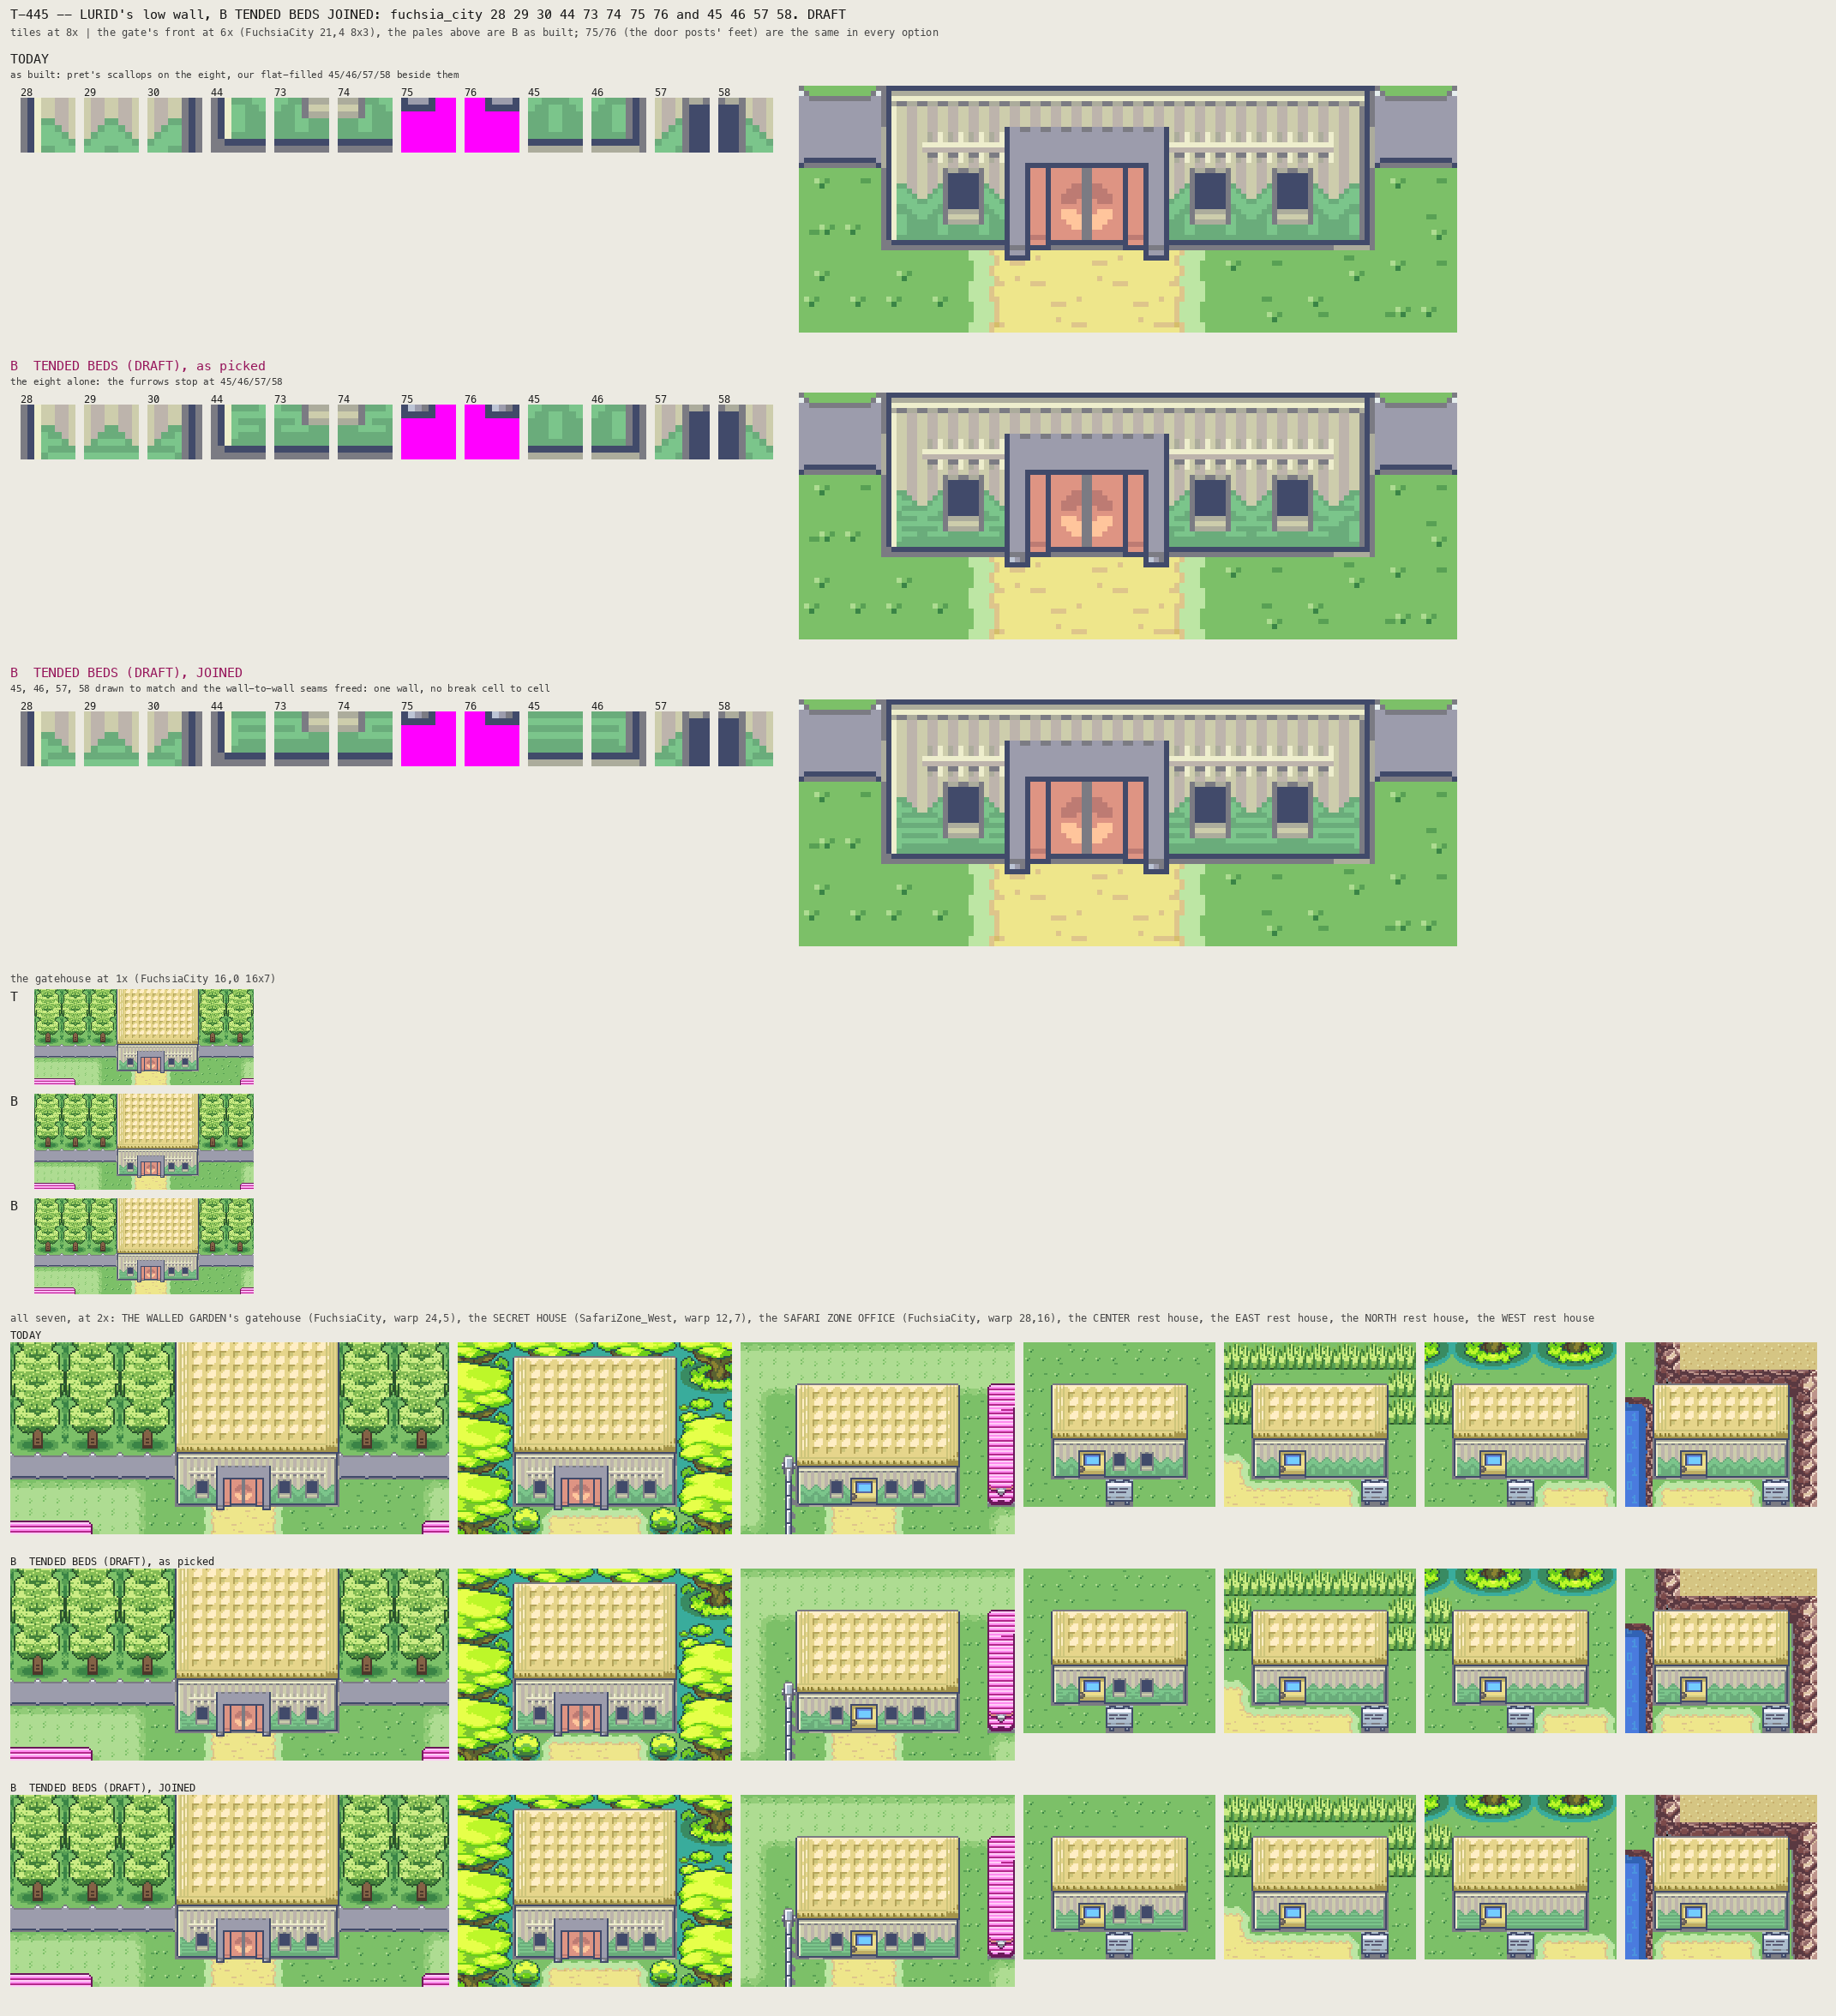 T−445 −− LURID's low wall, B TENDED BEDS JOINED: fuchsia_city 28 29 30 44 73 74 75 76 and 45 46 57 58. DRAFT
tiles at 8x | the gate's front at 6x (FuchsiaCity 21,4 8x3), the pales above are B as built; 75/76 (the door posts' feet) are the same in every option
TODAY
as built: pret's scallops on the eight, our flat−filled 45/46/57/58 beside them
28 29 30 44 73 74 75 76 45 46 57 58
B TENDED BEDS (DRAFT), as picked
the eight alone: the furrows stop at 45/46/57/58
28 29 30 44 73 74 75 76 45 46 57 58
B TENDED BEDS (DRAFT), JOINED
45, 46, 57, 58 drawn to match and the wall−to−wall seams freed: one wall, no break cell to cell
28 29 30 44 73 74 75 76 45 46 57 58
the gatehouse at 1x (FuchsiaCity 16,0 16x7)
T
B
B
all seven, at 2x: THE WALLED GARDEN's gatehouse (FuchsiaCity, warp 24,5), the SECRET HOUSE (SafariZone_West, warp 12,7), the SAFARI ZONE OFFICE (FuchsiaCity, warp 28,16), the CENTER rest house, the EAST rest house, the NORTH rest house, the WEST rest house
TODAY
B TENDED BEDS (DRAFT), as picked
B TENDED BEDS (DRAFT), JOINED